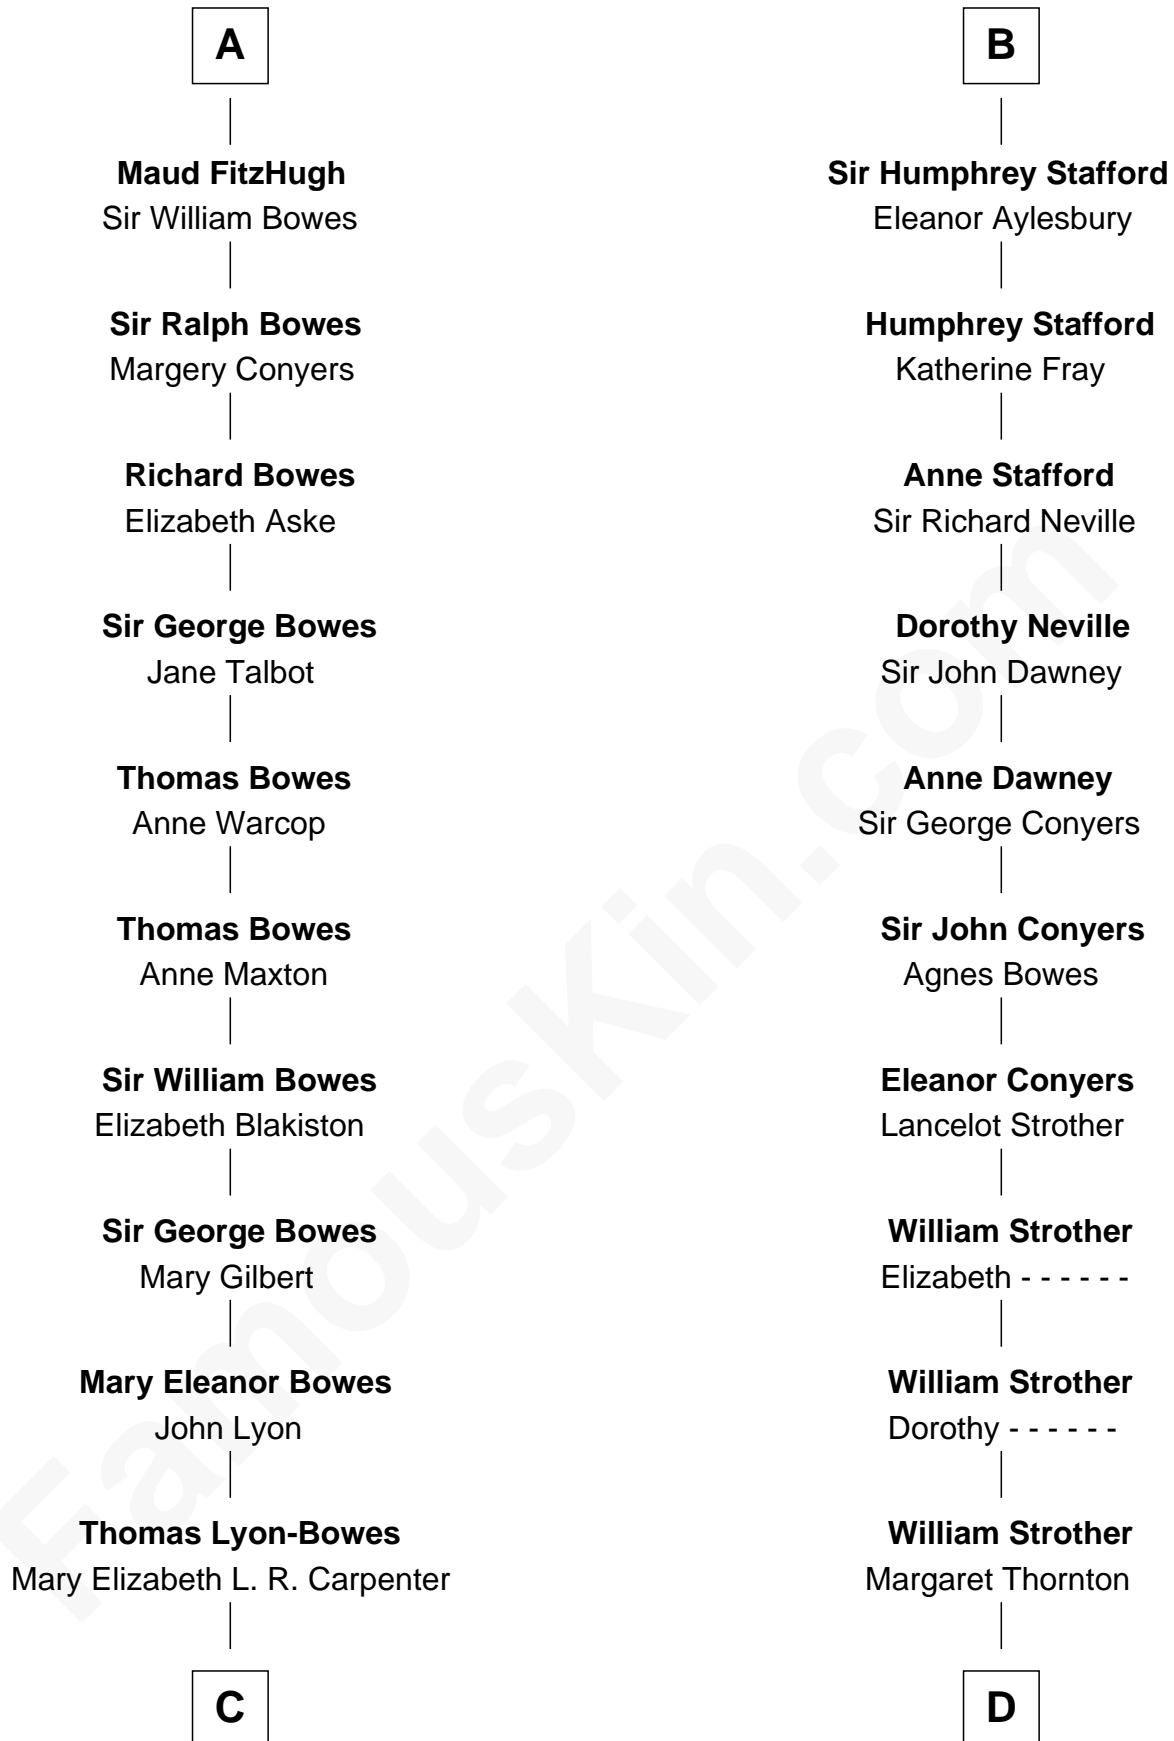 A
Maud FitzHugh
Sir William Bowes
Sir Ralph Bowes
Margery Conyers
Richard Bowes
Elizabeth Aske
Sir George Bowes
Jane Talbot
Thomas Bowes
Anne Warcop
Thomas Bowes
Anne Maxton
Sir William Bowes
Elizabeth Blakiston
Sir George Bowes
Mary Gilbert
Mary Eleanor Bowes
John Lyon
Thomas Lyon-Bowes
Mary Elizabeth L. R. Carpenter
C
B
Sir Humphrey Stafford
Eleanor Aylesbury
Humphrey Stafford
Katherine Fray
Anne Stafford
Sir Richard Neville
Dorothy Neville
Sir John Dawney
Anne Dawney
Sir George Conyers
Sir John Conyers
Agnes Bowes
Eleanor Conyers
Lancelot Strother
William Strother
Elizabeth - - - - - -
William Strother
Dorothy - - - - - -
William Strother
Margaret Thornton
D
FamousKin.com